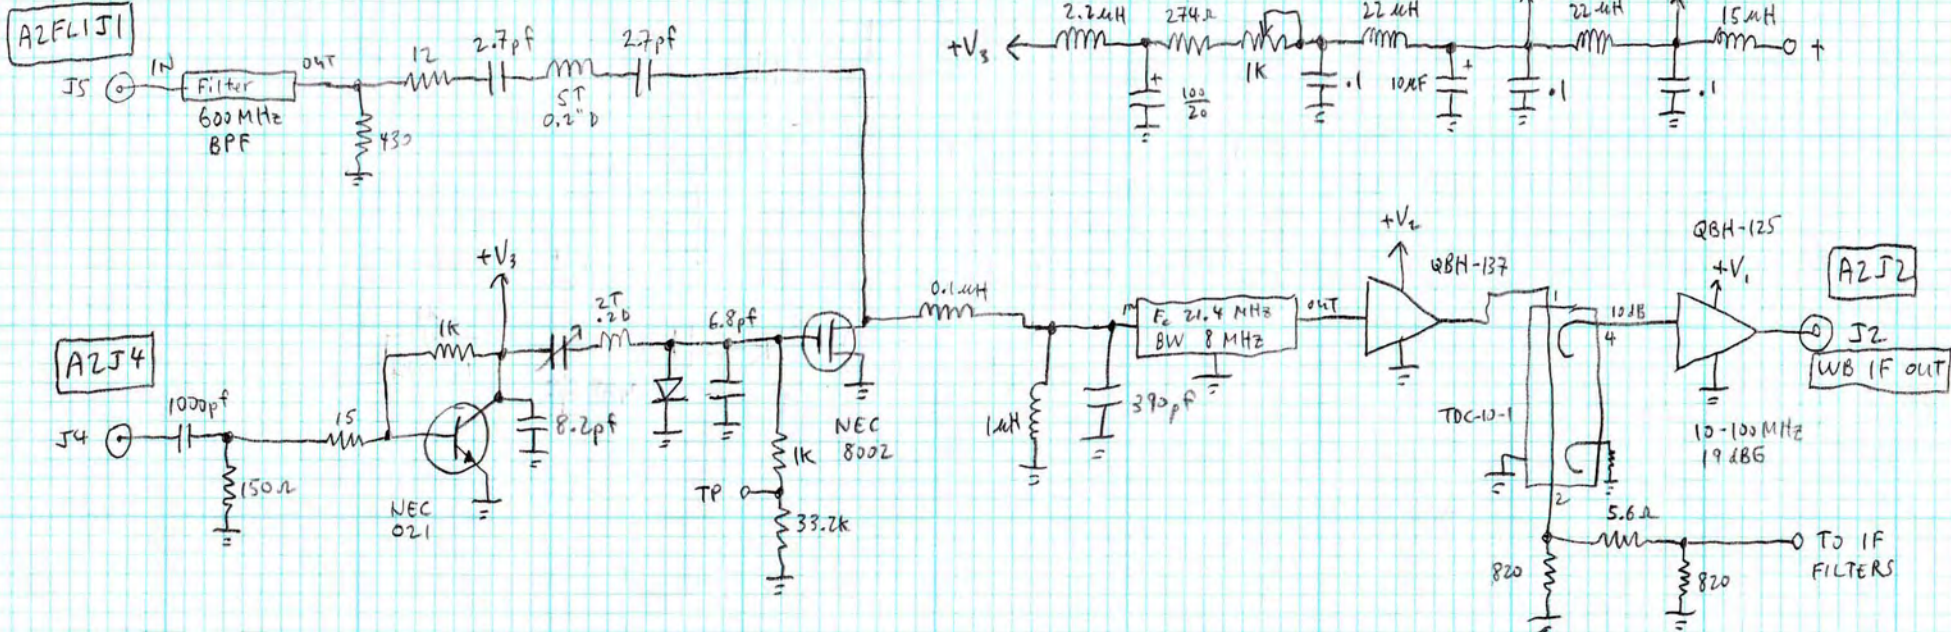 A2FL1J1
J5
IN
Filter
OUT
600 MHz
BPF
430
12
2.7pf
5T
0.2"D
2.7pf
+V3
2.2uH
274Ω
1K
22uH
22uH
15uH
+
+
100
20
.1
10uF
+
.1
.1
A2J4
J4
1000pf
150Ω
15
1K
+V3
NEC
021
8.2pf
2T
.2D
6.8pf
1K
TP
33.2k
NEC
8002
0.1uH
1uH
390pf
IN
Fc 21.4 MHz
BW 8 MHz
OUT
+V2
QBH-137
1
10dB
4
TDC-10-1
2
QBH-125
+V1
10-100 MHz
19dBG
A2J2
J2
WB IF OUT
5.6Ω
820
820
TO IF
FILTERS